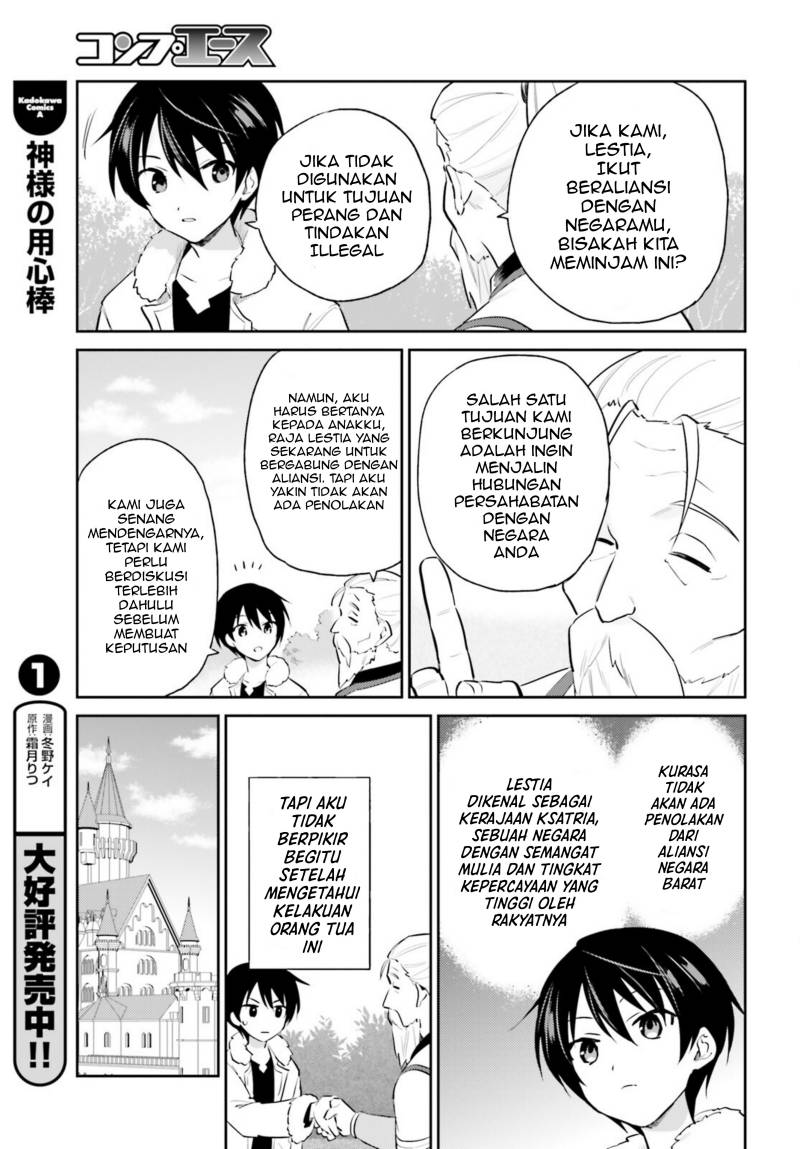 コンプエース
Kadokawa
Comics
A
神様の用心棒
1
漫画：冬野ケイ
原作：霜月りつ
大好評発売中!!
JIKA KAMI,
LESTIA,
IKUT
BERALIANSI
DENGAN
NEGARAMU,
BISAKAH KITA
MEMINJAM INI?
JIKA TIDAK
DIGUNAKAN
UNTUK TUJUAN
PERANG DAN
TINDAKAN
ILLEGAL
SALAH SATU
TUJUAN KAMI
BERKUNJUNG
ADALAH INGIN
MENJALIN
HUBUNGAN
PERSAHABATAN
DENGAN
NEGARA
ANDA
NAMUN, AKU
HARUS BERTANYA
KEPADA ANAKKU,
RAJA LESTIA YANG
SEKARANG UNTUK
BERGABUNG DENGAN
ALIANSI. TAPI AKU
YAKIN TIDAK AKAN
ADA PENOLAKAN
KAMI JUGA
SENANG
MENDENGARNYA,
TETAPI KAMI
PERLU
BERDISKUSI
TERLEBIH
DAHULU
SEBELUM
MEMBUAT
KEPUTUSAN
KURASA
TIDAK
AKAN ADA
PENOLAKAN
DARI
ALIANSI
NEGARA
BARAT
LESTIA
DIKENAL SEBAGAI
KERAJAAN KSATRIA,
SEBUAH NEGARA
DENGAN SEMANGAT
MULIA DAN TINGKAT
KEPERCAYAAN YANG
TINGGI OLEH
RAKYATNYA
TAPI AKU
TIDAK
BERPIKIR
BEGITU
SETELAH
MENGETAHUI
KELAKUAN
ORANG TUA
INI